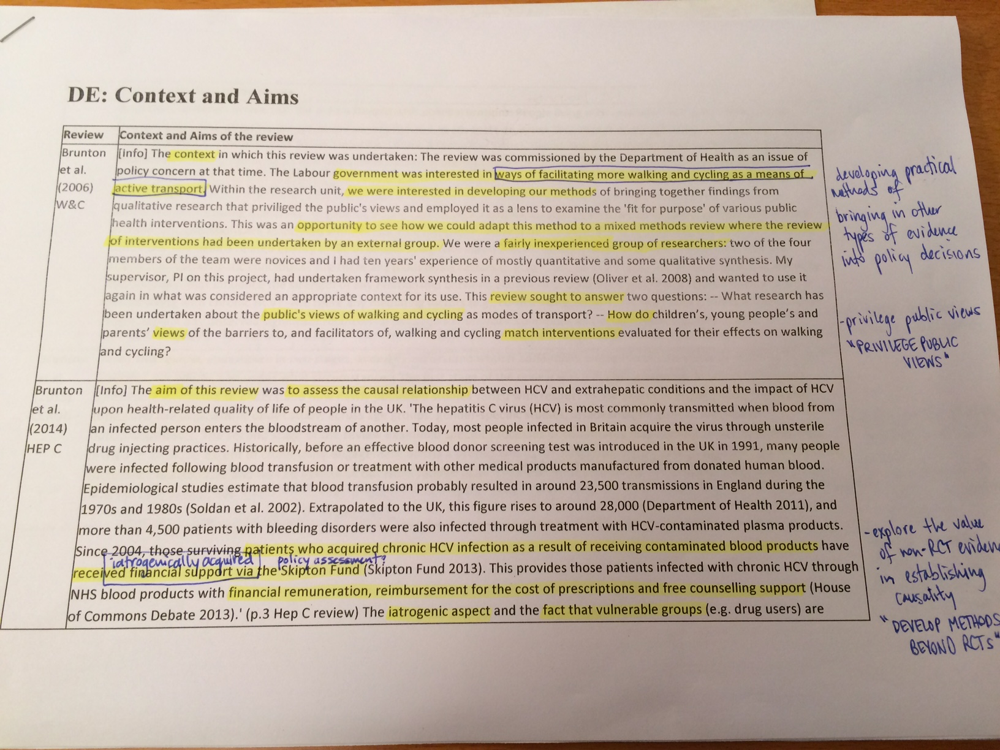 DE: Context and Aims
Review Context and Aims of the review
Brunton
et al.
(2006)
W&C
[Info] The context in which this review was undertaken: The review was commissioned by the Department of Health as an issue of
policy concern at that time. The Labour government was interested in ways of facilitating more walking and cycling as a means of
active transport. Within the research unit, we were interested in developing our methods of bringing together findings from
qualitative research that priviliged the public's views and employed it as a lens to examine the 'fit for purpose' of various public
health interventions. This was an opportunity to see how we could adapt this method to a mixed methods review where the review
of interventions had been undertaken by an external group. We were a fairly inexperienced group of researchers: two of the four
members of the team were novices and I had ten years' experience of mostly quantitative and some qualitative synthesis. My
supervisor, PI on this project, had undertaken framework synthesis in a previous review (Oliver et al. 2008) and wanted to use it
again in what was considered an appropriate context for its use. This review sought to answer two questions: -- What research has
been undertaken about the public's views of walking and cycling as modes of transport? -- How do children's, young people's and
parents' views of the barriers to, and facilitators of, walking and cycling match interventions evaluated for their effects on walking
and cycling?
developing practical
methods of
bringing in other
types of evidence
into policy decisions
-privilege public views
"PRIVILEGE PUBLIC
VIEWS"
Brunton
et al.
(2014)
HEP C
[Info] The aim of this review was to assess the causal relationship between HCV and extrahepatic conditions and the impact of HCV
upon health-related quality of life of people in the UK. 'The hepatitis C virus (HCV) is most commonly transmitted when blood from
an infected person enters the bloodstream of another. Today, most people infected in Britain acquire the virus through unsterile
drug injecting practices. Historically, before an effective blood donor screening test was introduced in the UK in 1991, many people
were infected following blood transfusion or treatment with other medical products manufactured from donated human blood.
Epidemiological studies estimate that blood transfusion probably resulted in around 23,500 transmissions in England during the
1970s and 1980s (Soldan et al. 2002). Extrapolated to the UK, this figure rises to around 28,000 (Department of Health 2011), and
more than 4,500 patients with bleeding disorders were also infected through treatment with HCV-contaminated plasma products.
Since 2004, those surviving patients who acquired chronic HCV infection as a result of receiving contaminated blood products have
iatrogenically acquired policy assessment?
received financial support via the Skipton Fund (Skipton Fund 2013). This provides those patients infected with chronic HCV through
NHS blood products with financial remuneration, reimbursement for the cost of prescriptions and free counselling support (House
of Commons Debate 2013).' (p.3 Hep C review) The iatrogenic aspect and the fact that vulnerable groups (e.g. drug users) are
-explore the value
of non-RCT eviden
in establishing
causality
"DEVELOP METHODS
BEYOND RCTs"